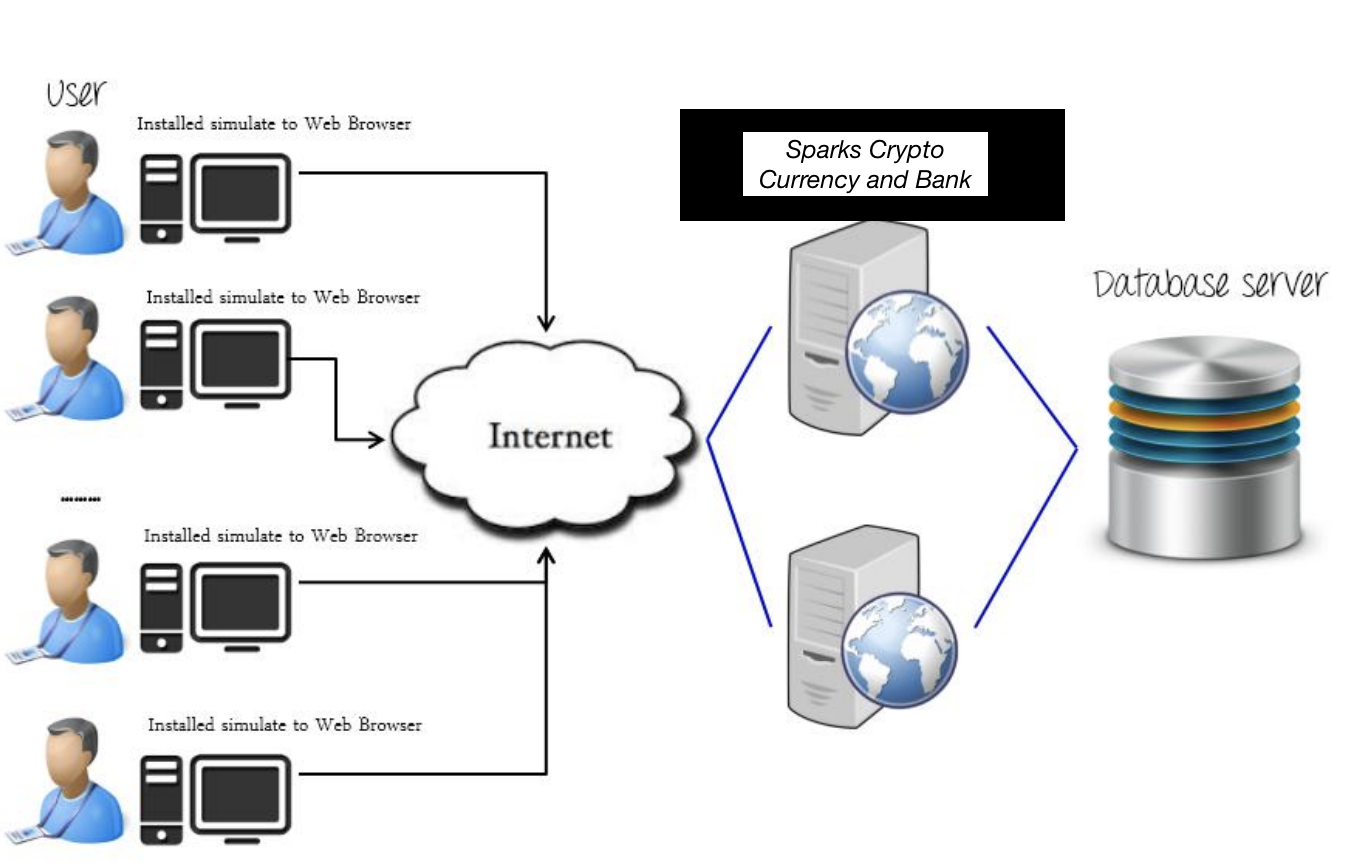 User
Installed simulate to Web Browser
Sparks Crypto
Currency and Bank
Installed simulate to Web Browser
Database server
Internet
........
Installed simulate to Web Browser
Installed simulate to Web Browser